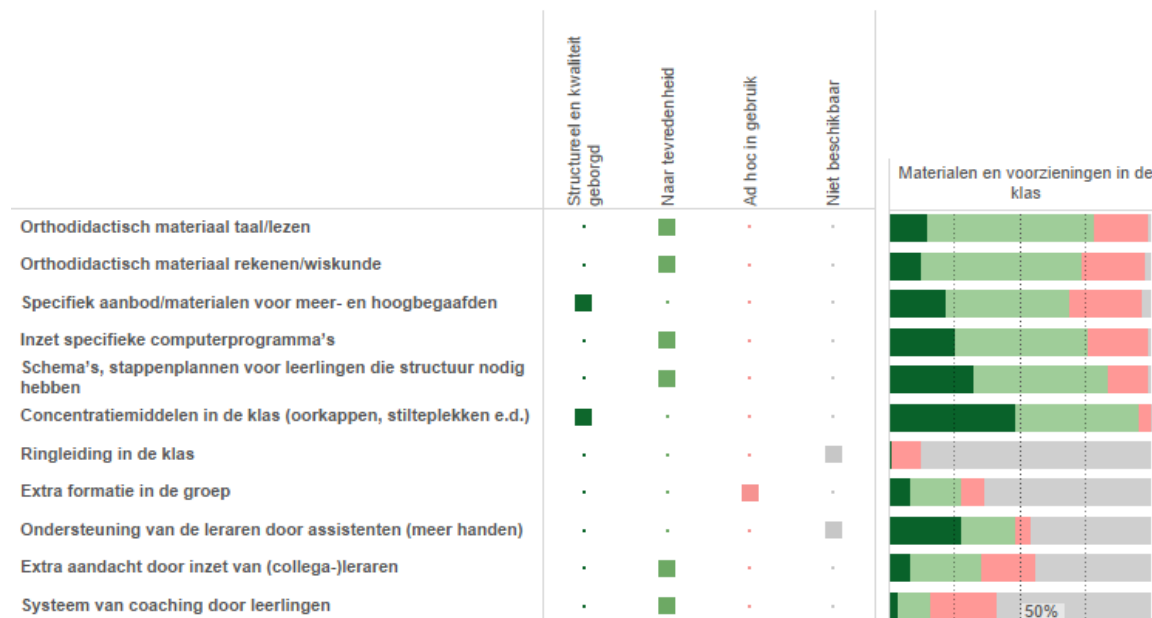 Structureel en kwaliteit
geborgd
Naar tevredenheid
Ad hoc in gebruik
Niet beschikbaar
Materialen en voorzieningen in de
klas
Orthodidactisch materiaal taal/lezen
Orthodidactisch materiaal rekenen/wiskunde
Specifiek aanbod/materialen voor meer- en hoogbegaafden
Inzet specifieke computerprogramma's
Schema's, stappenplannen voor leerlingen die structuur nodig
hebben
Concentratiemiddelen in de klas (oorkappen, stilteplekken e.d.)
Ringleiding in de klas
Extra formatie in de groep
Ondersteuning van de leraren door assistenten (meer handen)
Extra aandacht door inzet van (collega-)leraren
Systeem van coaching door leerlingen
50%